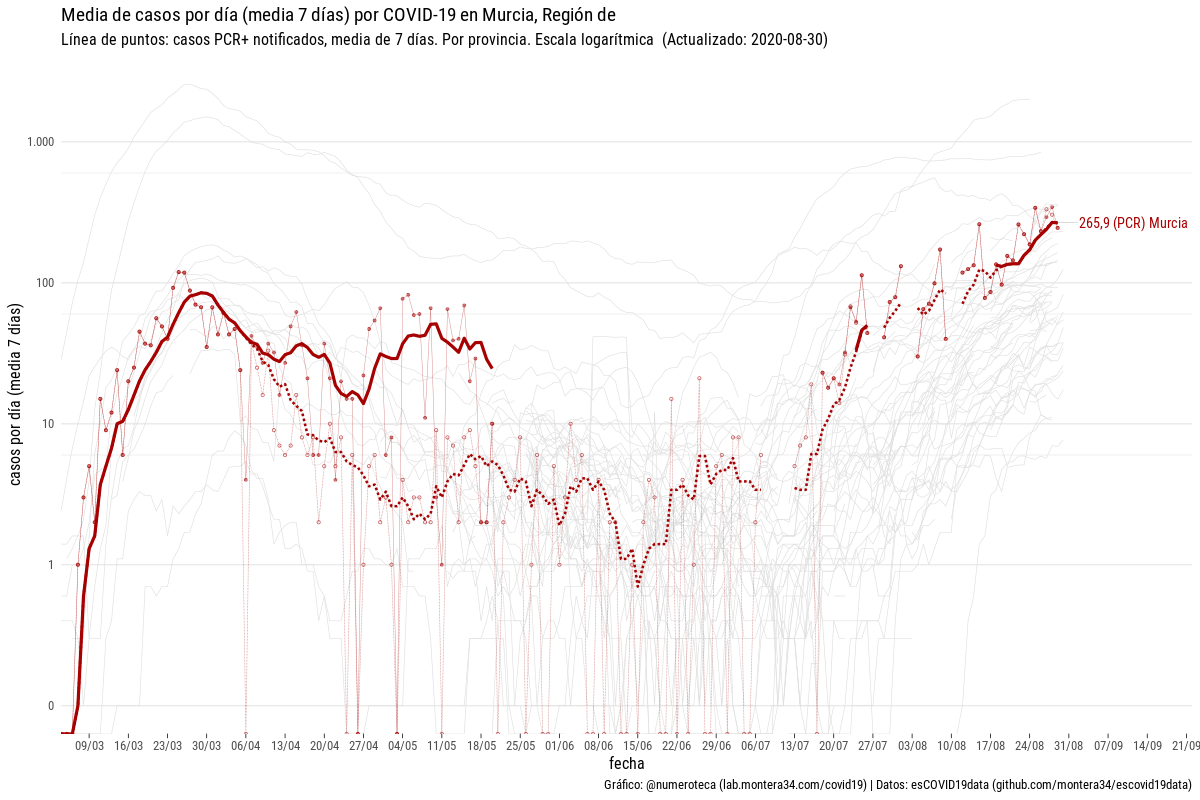 Media de casos por día (media 7 días) por COVID-19 en Murcia, Región de
Línea de puntos: casos PCR+ notificados, media de 7 días. Por provincia. Escala logarítmica (Actualizado: 2020-08-30)
casos por día (media 7 días)
1.000
100
10
1
0
265,9 (PCR) Murcia
09/03 16/03 23/03 30/03 06/04 13/04 20/04 27/04 04/05 11/05 18/05 25/05 01/06 08/06 15/06 22/06 29/06 06/07 13/07 20/07 27/07 03/08 10/08 17/08 24/08 31/08 07/09 14/09 21/09
fecha
Gráfico: @numeroteca (lab.montera34.com/covid19) | Datos: esCOVID19data (github.com/montera34/escovid19data)